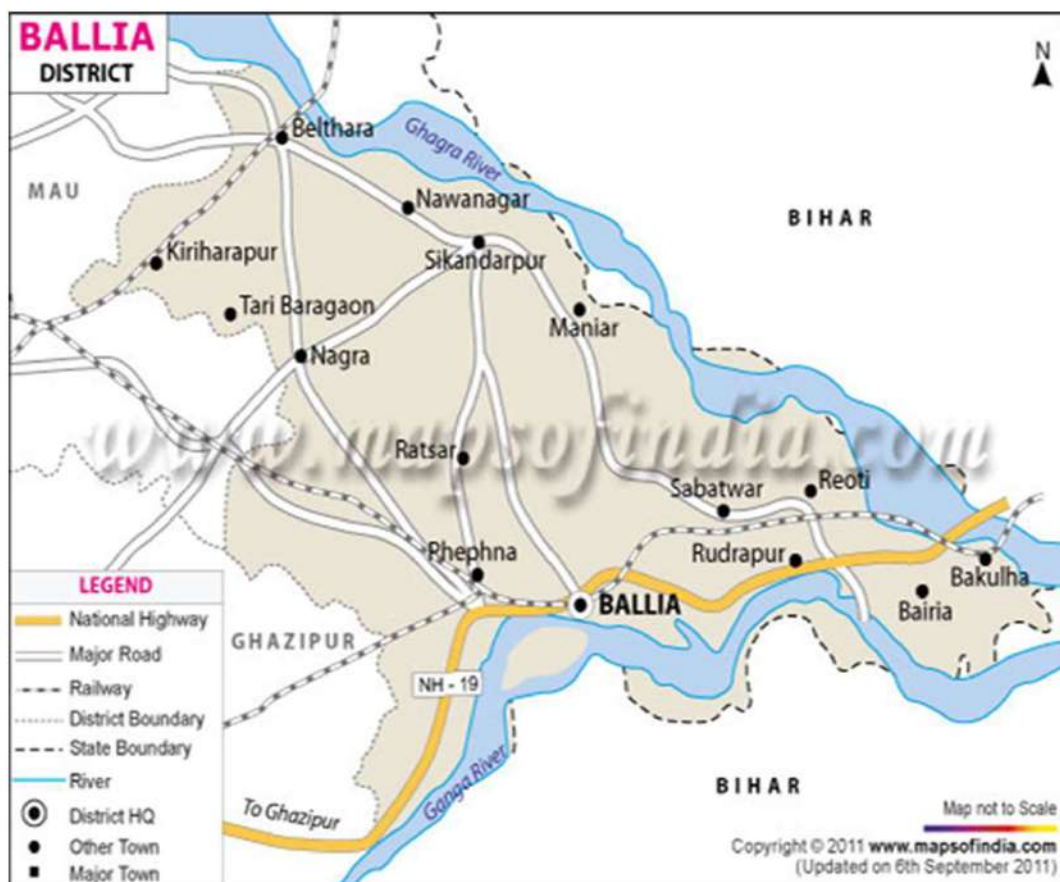 BALLIA
DISTRICT
N
Belthara
Ghagra River
MAU
Nawanagar
BIHAR
Kiriharapur
Sikandarpur
Tari Baragaon
Maniar
Nagra
www.mapsofindia.com
Ratsar
Reoti
Sabatwar
Phephna
Rudrapur
Bakulha
BALLIA
Bairia
GHAZIPUR
NH - 19
Ganga River
BIHAR
To Ghazipur
LEGEND
National Highway
Major Road
Railway
District Boundary
State Boundary
River
District HQ
Other Town
Major Town
Map not to Scale
Copyright © 2011 www.mapsofindia.com
(Updated on 6th September 2011)